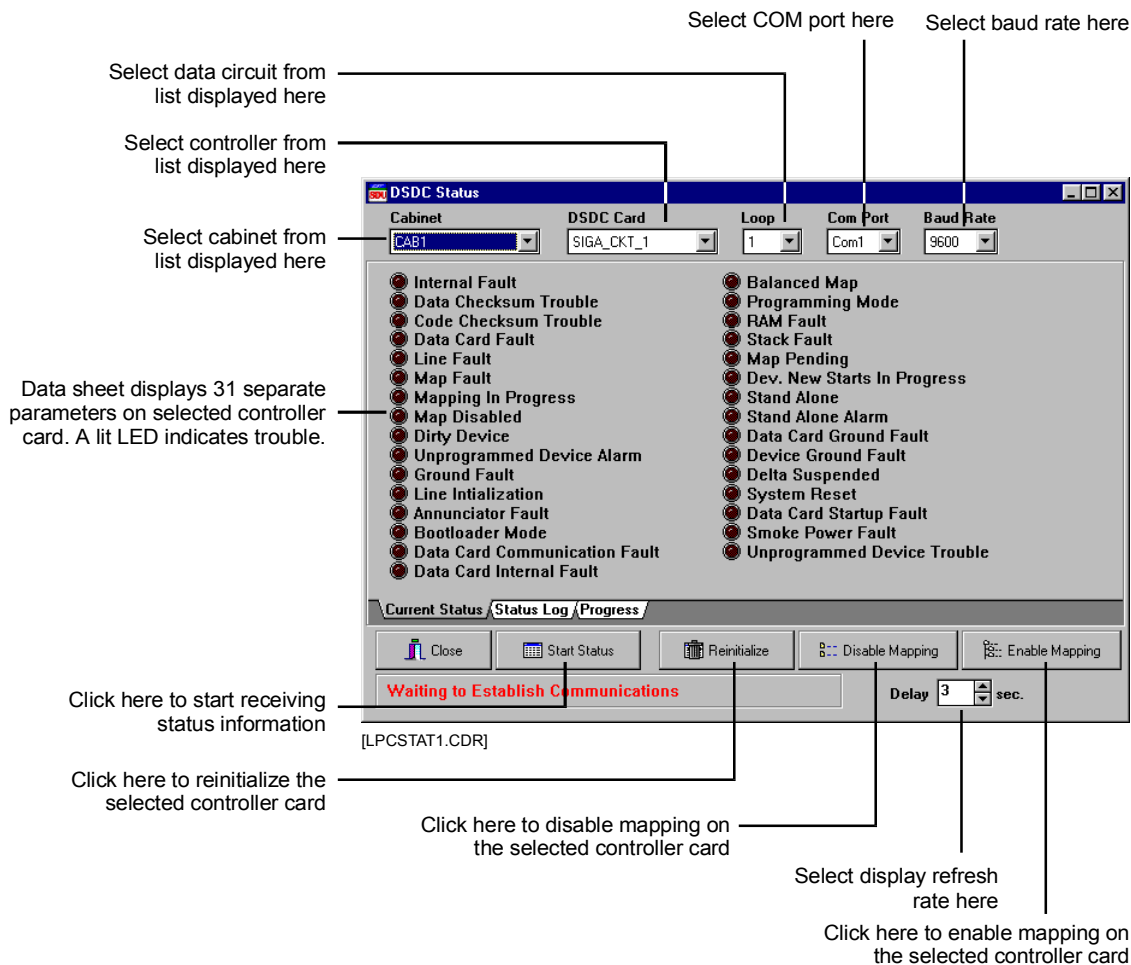 Select COM port here
Select baud rate here
Select data circuit from
list displayed here
Select controller from
list displayed here
Select cabinet from
list displayed here
SDU DSDC Status
Cabinet
DSDC Card
Loop
Com Port
Baud Rate
CAB1
SIGA_CKT_1
1
Com1
9600
Data sheet displays 31 separate
parameters on selected controller
card. A lit LED indicates trouble.
Internal Fault
Data Checksum Trouble
Code Checksum Trouble
Data Card Fault
Line Fault
Map Fault
Mapping In Progress
Map Disabled
Dirty Device
Unprogrammed Device Alarm
Ground Fault
Line Intialization
Annunciator Fault
Bootloader Mode
Data Card Communication Fault
Data Card Internal Fault
Balanced Map
Programming Mode
RAM Fault
Stack Fault
Map Pending
Dev. New Starts In Progress
Stand Alone
Stand Alone Alarm
Data Card Ground Fault
Device Ground Fault
Delta Suspended
System Reset
Data Card Startup Fault
Smoke Power Fault
Unprogrammed Device Trouble
Current Status
Status Log
Progress
Close
Start Status
Reinitialize
Disable Mapping
Enable Mapping
Waiting to Establish Communications
Delay 3 sec.
Click here to start receiving
status information
[LPCSTAT1.CDR]
Click here to reinitialize the
selected controller card
Click here to disable mapping on
the selected controller card
Select display refresh
rate here
Click here to enable mapping on
the selected controller card